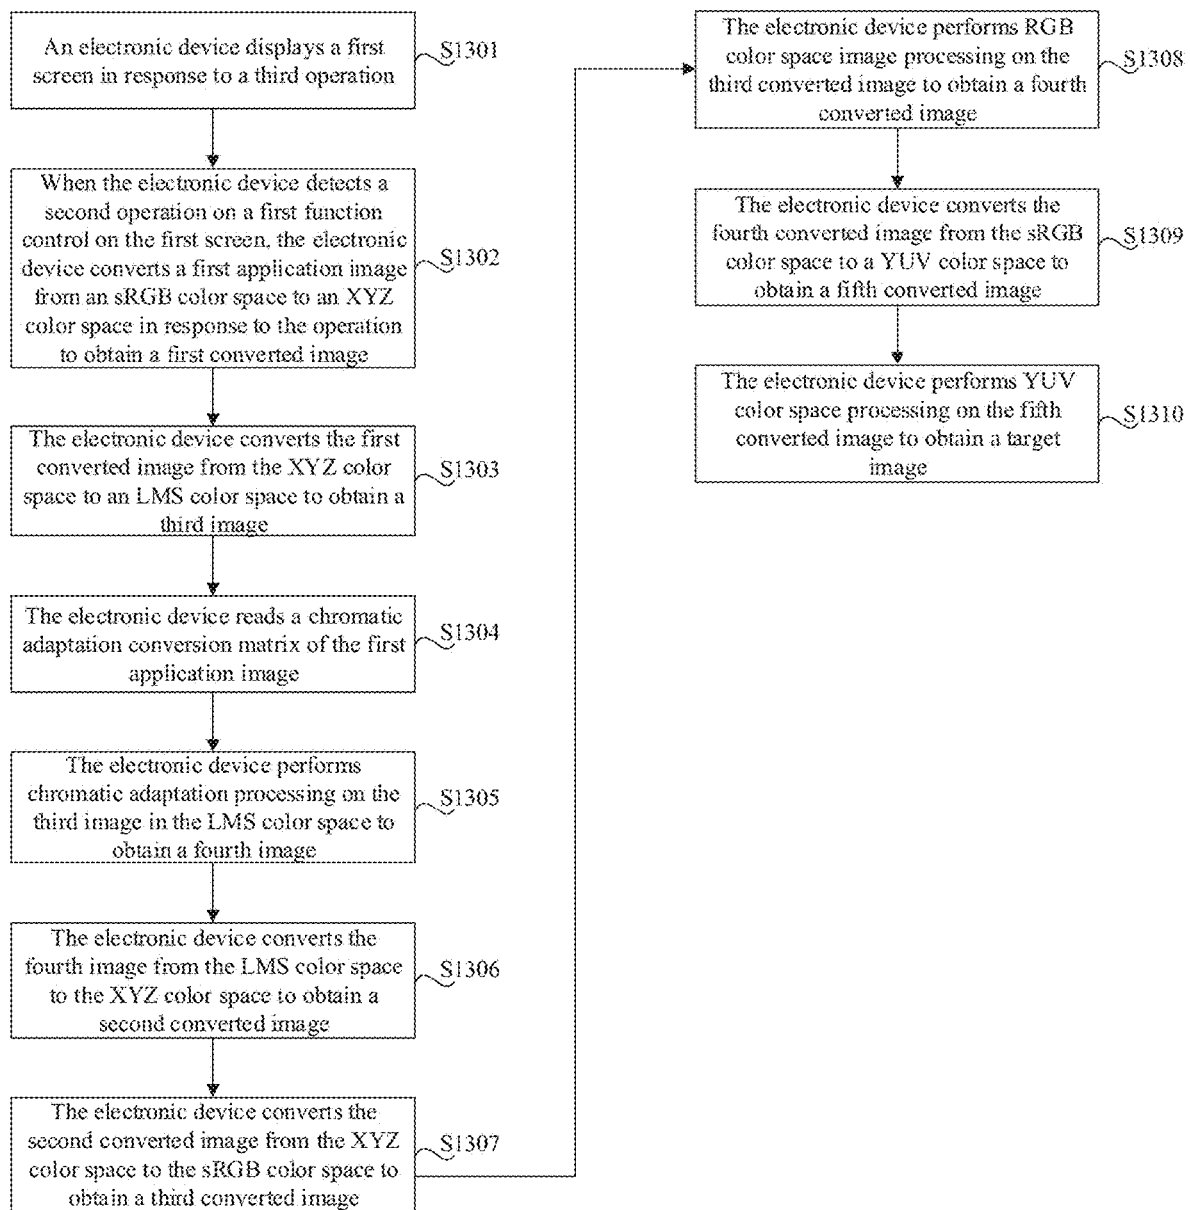 An electronic device displays a first
screen in response to a third operation
S1301
When the electronic device detects a
second operation on a first function
control on the first screen, the electronic
device converts a first application image
from an sRGB color space to an XYZ
color space in response to the operation
to obtain a first converted image
S1302
The electronic device converts the first
converted image from the XYZ color
space to an LMS color space to obtain a
third image
S1303
The electronic device reads a chromatic
adaptation conversion matrix of the first
application image
S1304
The electronic device performs
chromatic adaptation processing on the
third image in the LMS color space to
obtain a fourth image
S1305
The electronic device converts the
fourth image from the LMS color space
to the XYZ color space to obtain a
second converted image
S1306
The electronic device converts the
second converted image from the XYZ
color space to the sRGB color space to
obtain a third converted image
S1307
The electronic device performs RGB
color space image processing on the
third converted image to obtain a fourth
converted image
S1308
The electronic device converts the
fourth converted image from the sRGB
color space to a YUV color space to
obtain a fifth converted image
S1309
The electronic device performs YUV
color space processing on the fifth
converted image to obtain a target
image
S1310